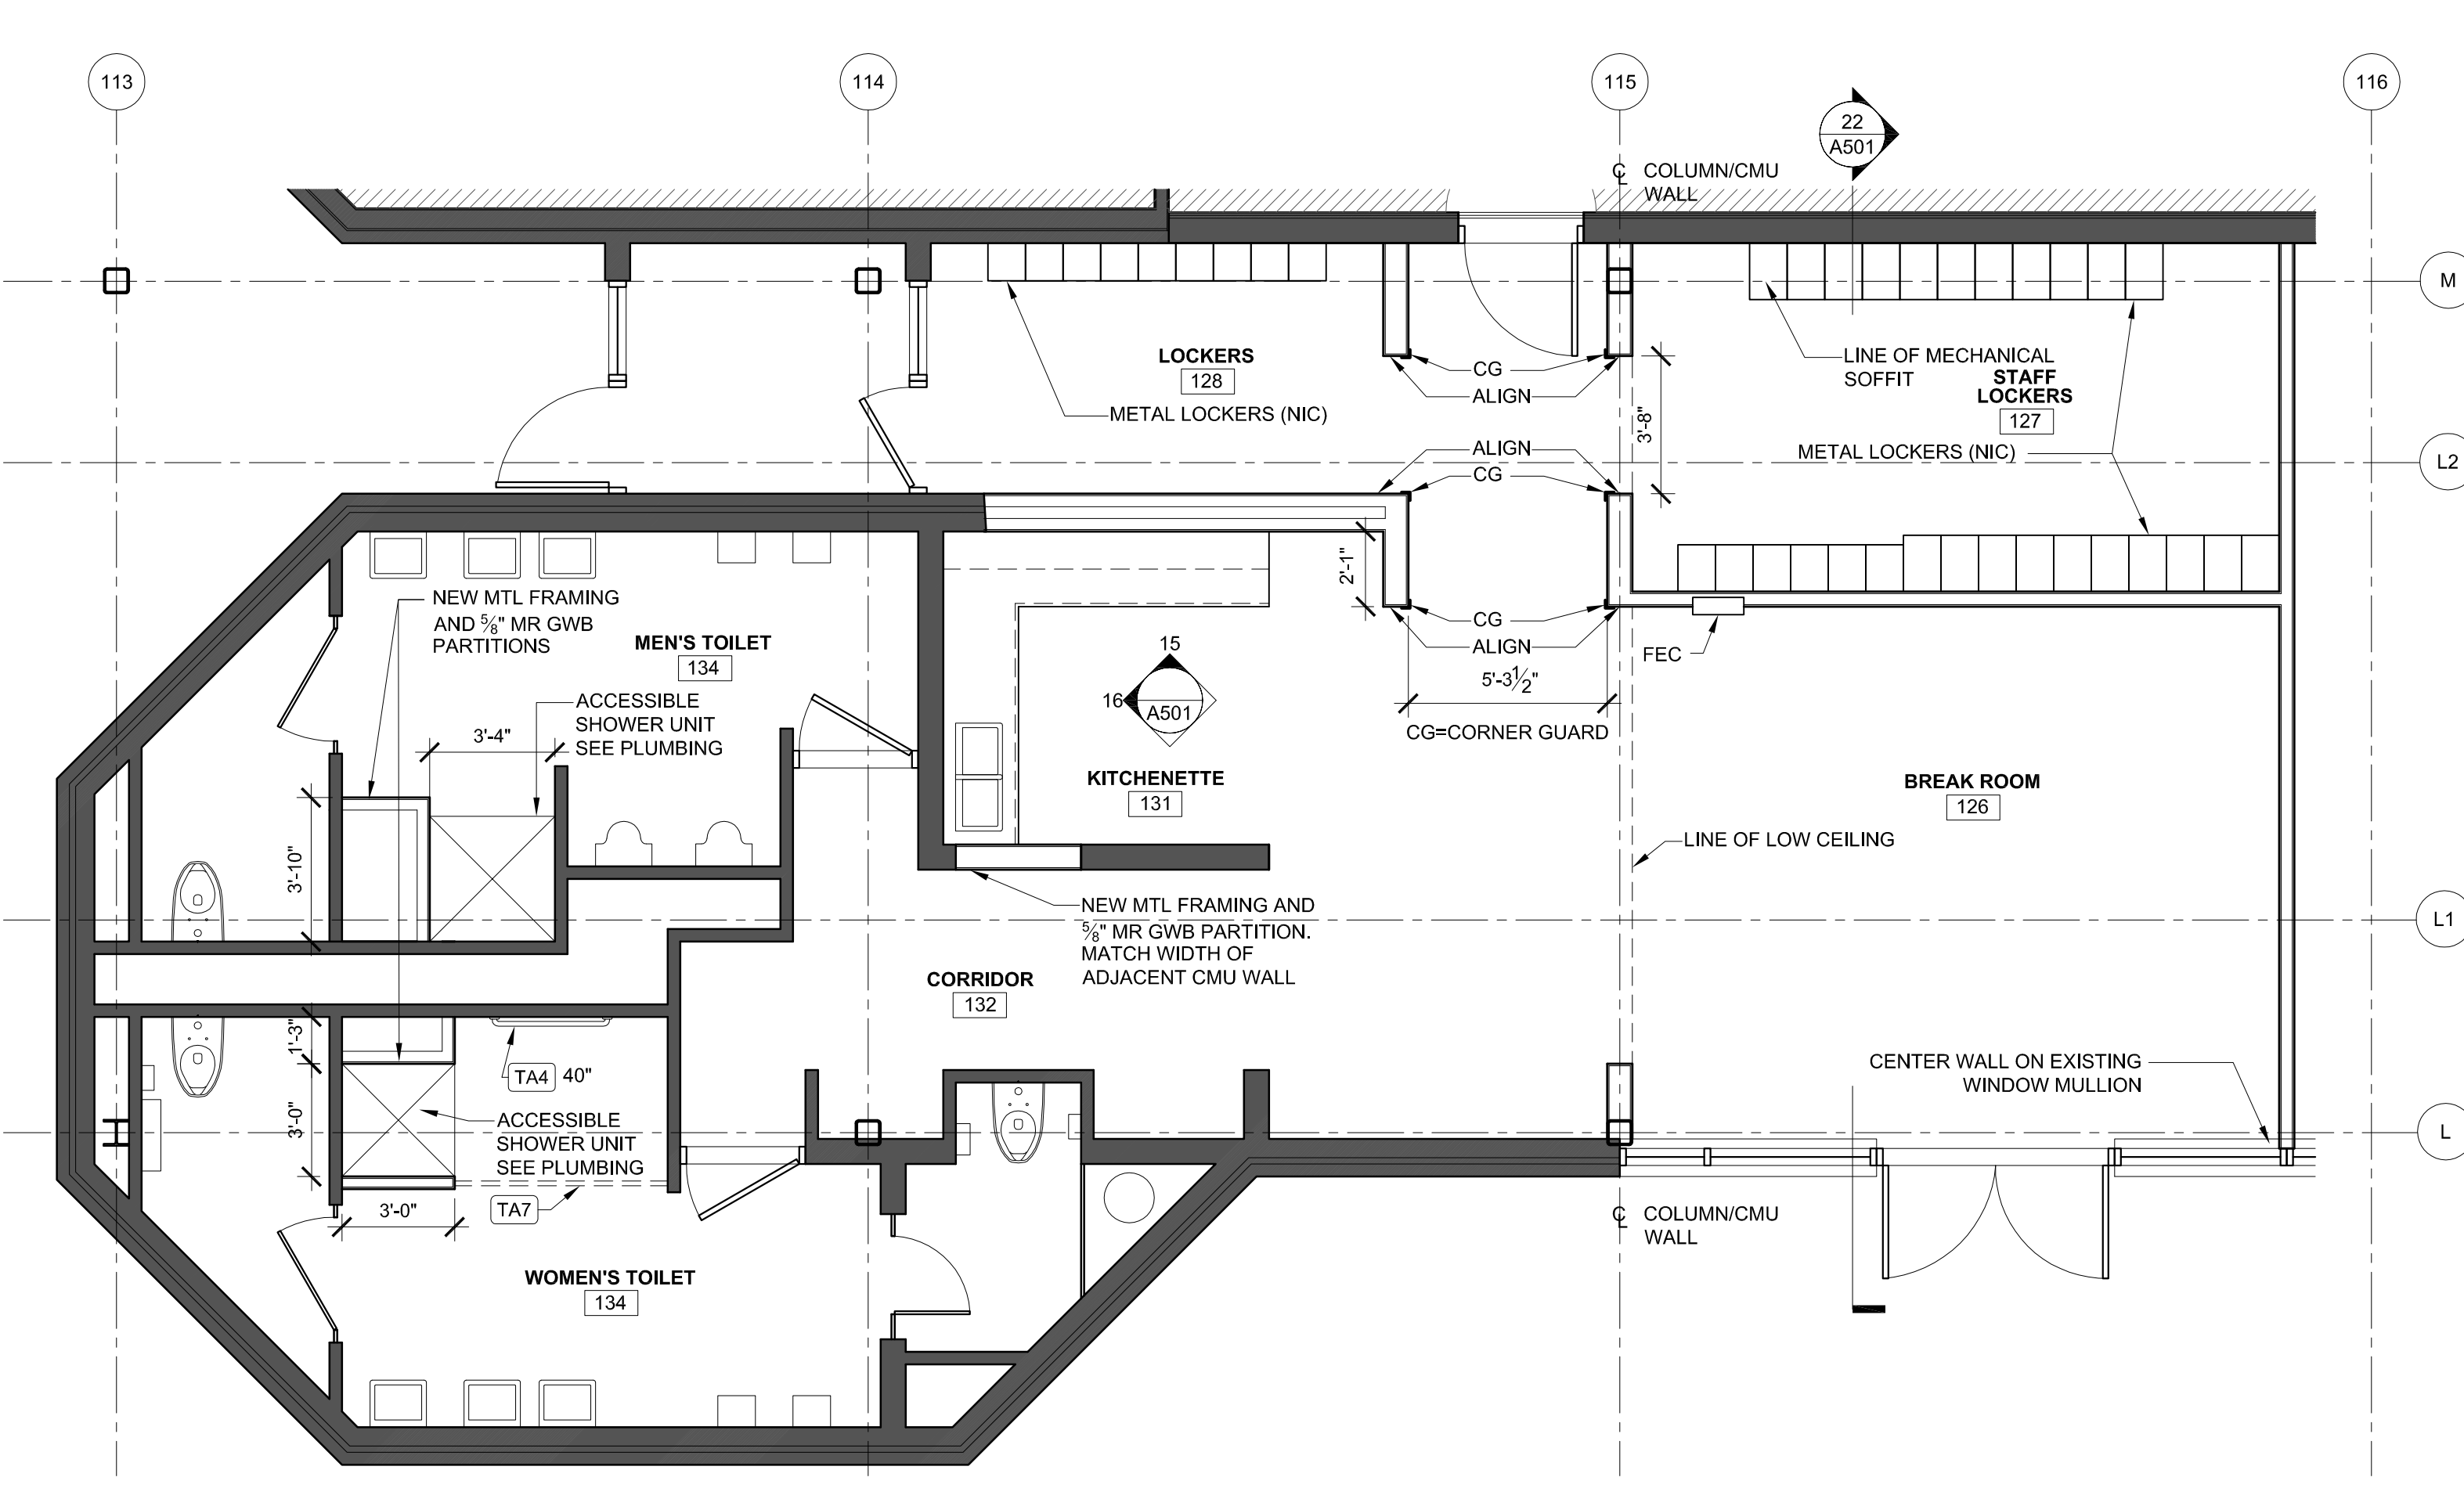 113
114
115
116
22
A501
℄ COLUMN/CMU
WALL
M
LOCKERS
128
METAL LOCKERS (NIC)
CG
ALIGN
3'-8"
LINE OF MECHANICAL
SOFFIT
STAFF
LOCKERS
127
METAL LOCKERS (NIC)
ALIGN
CG
L2
2'-1"
NEW MTL FRAMING
AND 5/8" MR GWB
PARTITIONS
MEN'S TOILET
134
ACCESSIBLE
SHOWER UNIT
SEE PLUMBING
3'-4"
3'-10"
15
16
A501
KITCHENETTE
131
CG
ALIGN
5'-3 1/2"
CG=CORNER GUARD
FEC
BREAK ROOM
126
LINE OF LOW CEILING
NEW MTL FRAMING AND
5/8" MR GWB PARTITION.
MATCH WIDTH OF
ADJACENT CMU WALL
L1
CORRIDOR
132
1'-3"
3'-0"
TA4 40"
ACCESSIBLE
SHOWER UNIT
SEE PLUMBING
TA7
3'-0"
CENTER WALL ON EXISTING
WINDOW MULLION
L
℄ COLUMN/CMU
WALL
WOMEN'S TOILET
134